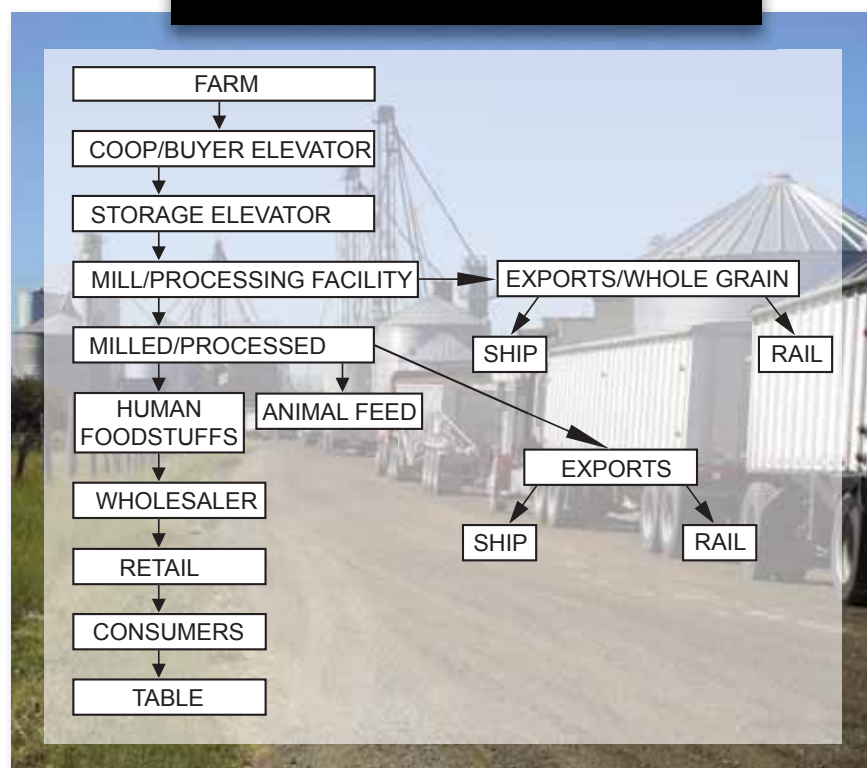 FARM
COOP/BUYER ELEVATOR
STORAGE ELEVATOR
MILL/PROCESSING FACILITY
EXPORTS/WHOLE GRAIN
SHIP
RAIL
MILLED/PROCESSED
HUMAN
FOODSTUFFS
ANIMAL FEED
EXPORTS
SHIP
RAIL
WHOLESALER
RETAIL
CONSUMERS
TABLE